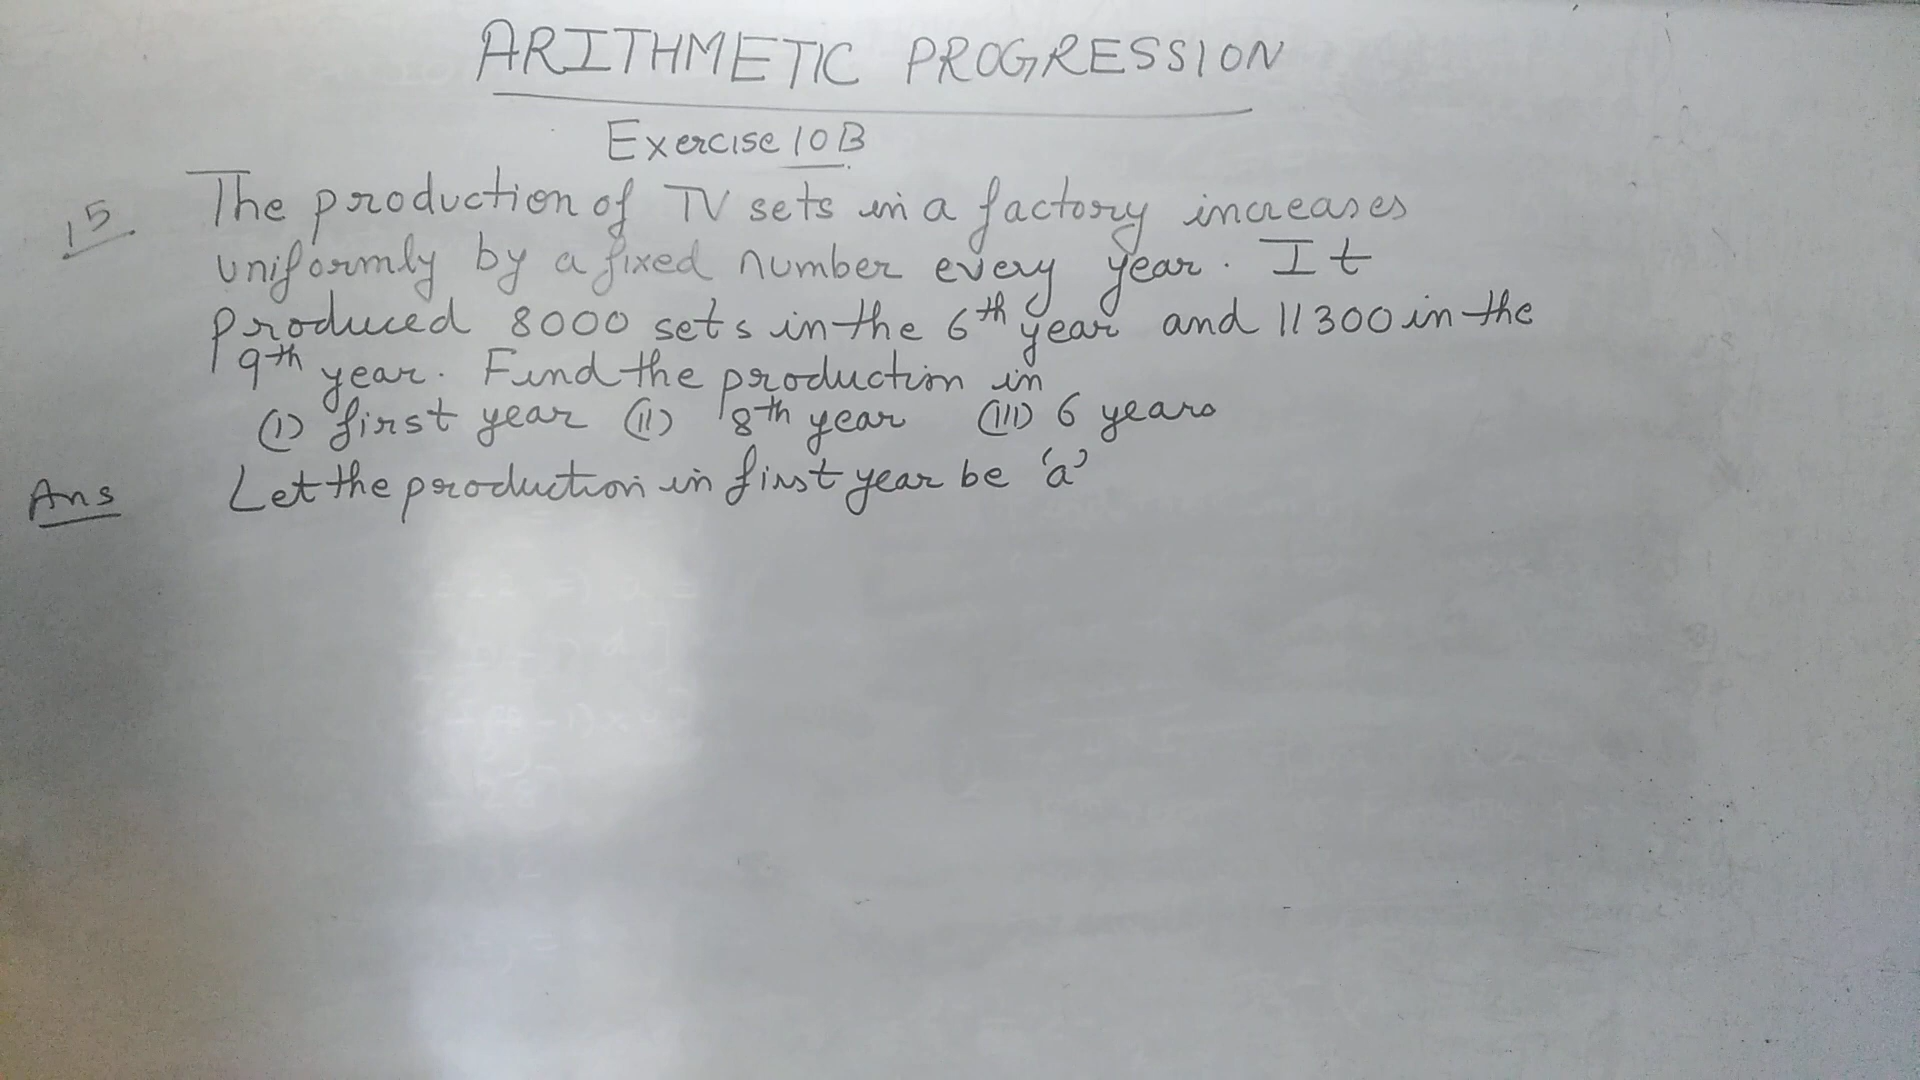 ARITHMETIC PROGRESSION
Exercise 10B
15. The production of TV sets in a factory increases
uniformly by a fixed number every year. It
produced 8000 sets in the 6th year and 11300 in the
9th year. Find the production in
(i) first year (ii) 8th year (iii) 6 years
Ans Let the production in first year be 'a'